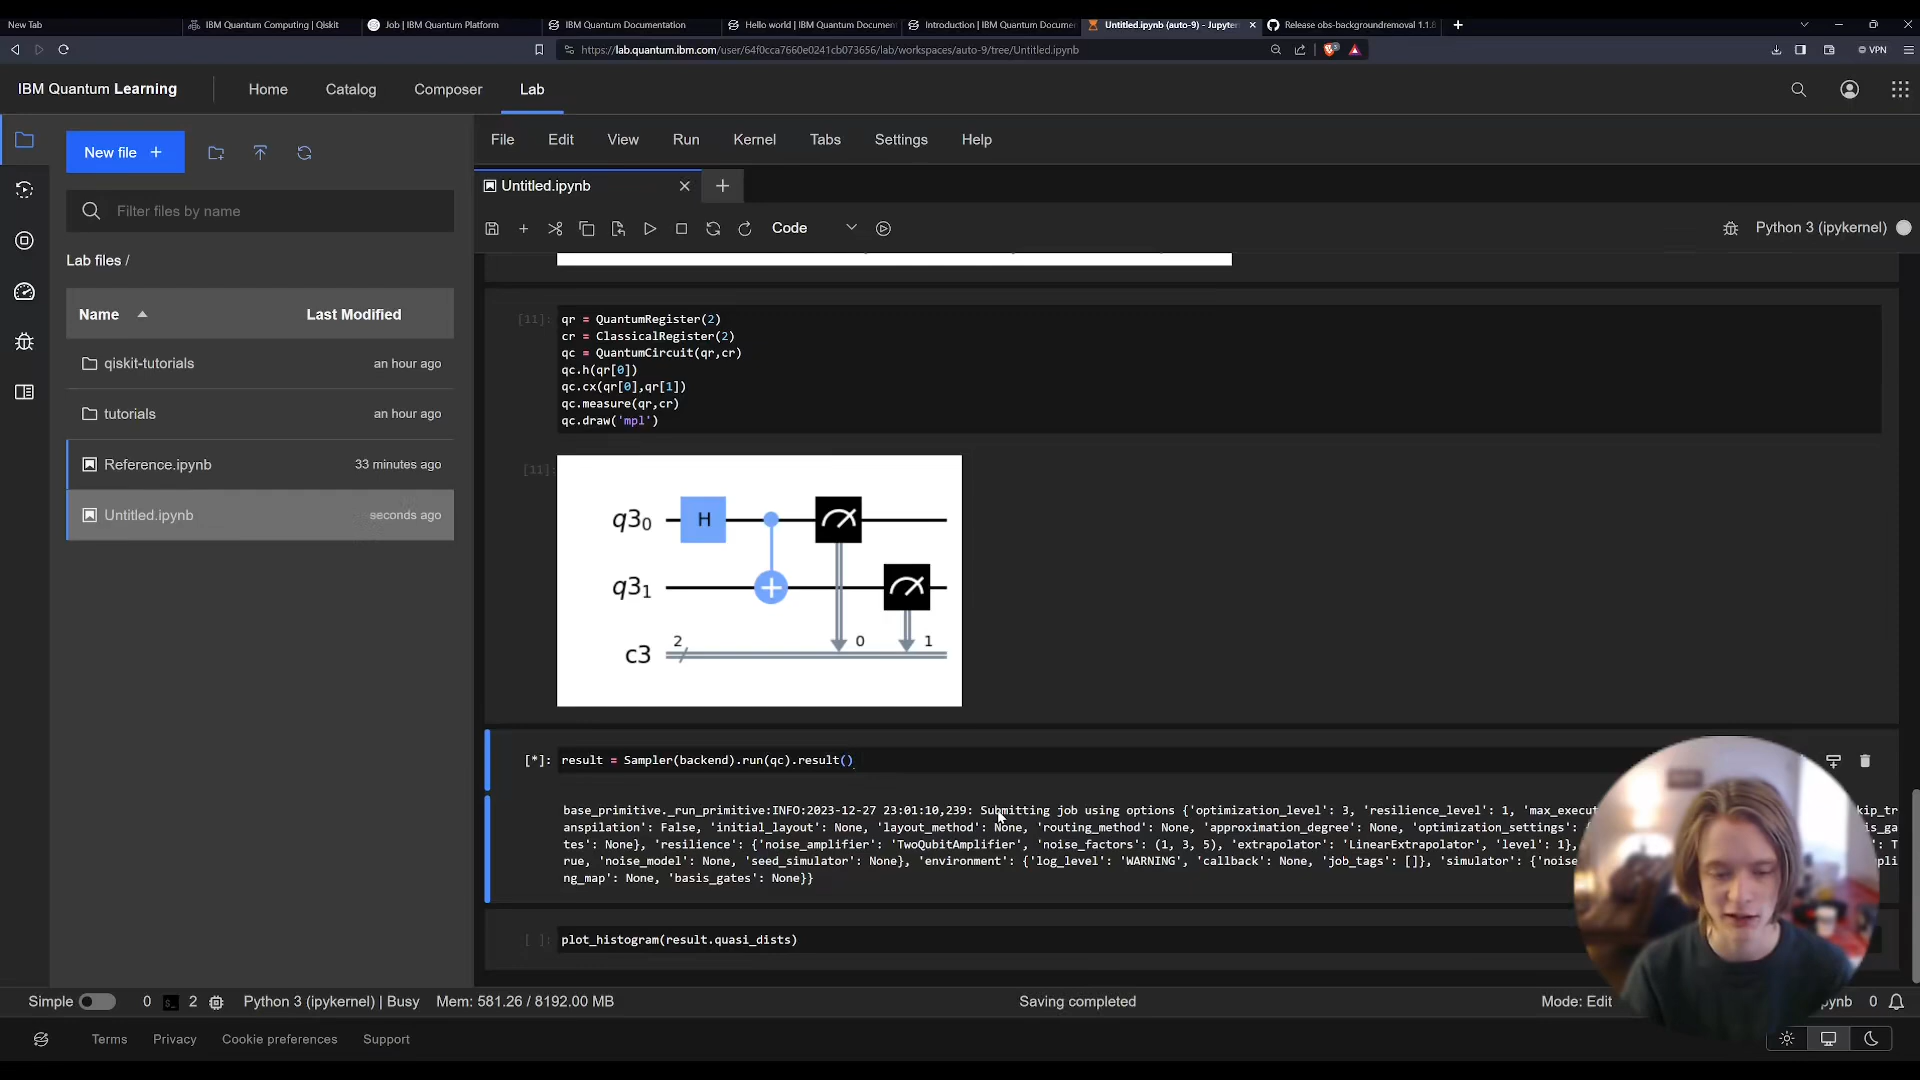 New Tab
IBM Quantum Computing | Qiskit
Job | IBM Quantum Platform
IBM Quantum Documentation
Hello world | IBM Quantum Documen
Introduction | IBM Quantum Docume
Untitled.ipynb (auto-9) - Jupyter
Release obs-backgroundremoval 1.1.8
https://lab.quantum.ibm.com/user/64f0cca7660e0241cb073656/lab/workspaces/auto-9/tree/Untitled.ipynb
VPN
IBM Quantum Learning
Home
Catalog
Composer
Lab
New file +
File
Edit
View
Run
Kernel
Tabs
Settings
Help
Untitled.ipynb
Filter files by name
Code
Python 3 (ipykernel)
Lab files /
Name
Last Modified
qiskit-tutorials
an hour ago
tutorials
an hour ago
Reference.ipynb
33 minutes ago
Untitled.ipynb
seconds ago
[11]:
qr = QuantumRegister(2)
cr = ClassicalRegister(2)
qc = QuantumCircuit(qr,cr)
qc.h(qr[0])
qc.cx(qr[0],qr[1])
qc.measure(qr,cr)
qc.draw('mpl')
[11]:
q3₀
H
q3₁
c3
2
0
1
[*]:
result = Sampler(backend).run(qc).result()
base_primitive._run_primitive:INFO:2023-12-27 23:01:10,239: Submitting job using options {'optimization_level': 3, 'resilience_level': 1, 'max_execut kip_tr
anspilation': False, 'initial_layout': None, 'layout_method': None, 'routing_method': None, 'approximation_degree': None, 'optimization_settings': is_ga
tes': None}, 'resilience': {'noise_amplifier': 'TwoQubitAmplifier', 'noise_factors': (1, 3, 5), 'extrapolator': 'LinearExtrapolator', 'level': 1}, : T
rue, 'noise_model': None, 'seed_simulator': None}, 'environment': {'log_level': 'WARNING', 'callback': None, 'job_tags': []}, 'simulator': {'noise upli
ng_map': None, 'basis_gates': None}}
[ ]:
plot_histogram(result.quasi_dists)
Simple
0
2
Python 3 (ipykernel) | Busy
Mem: 581.26 / 8192.00 MB
Saving completed
Mode: Edit
pynb
0
Terms
Privacy
Cookie preferences
Support